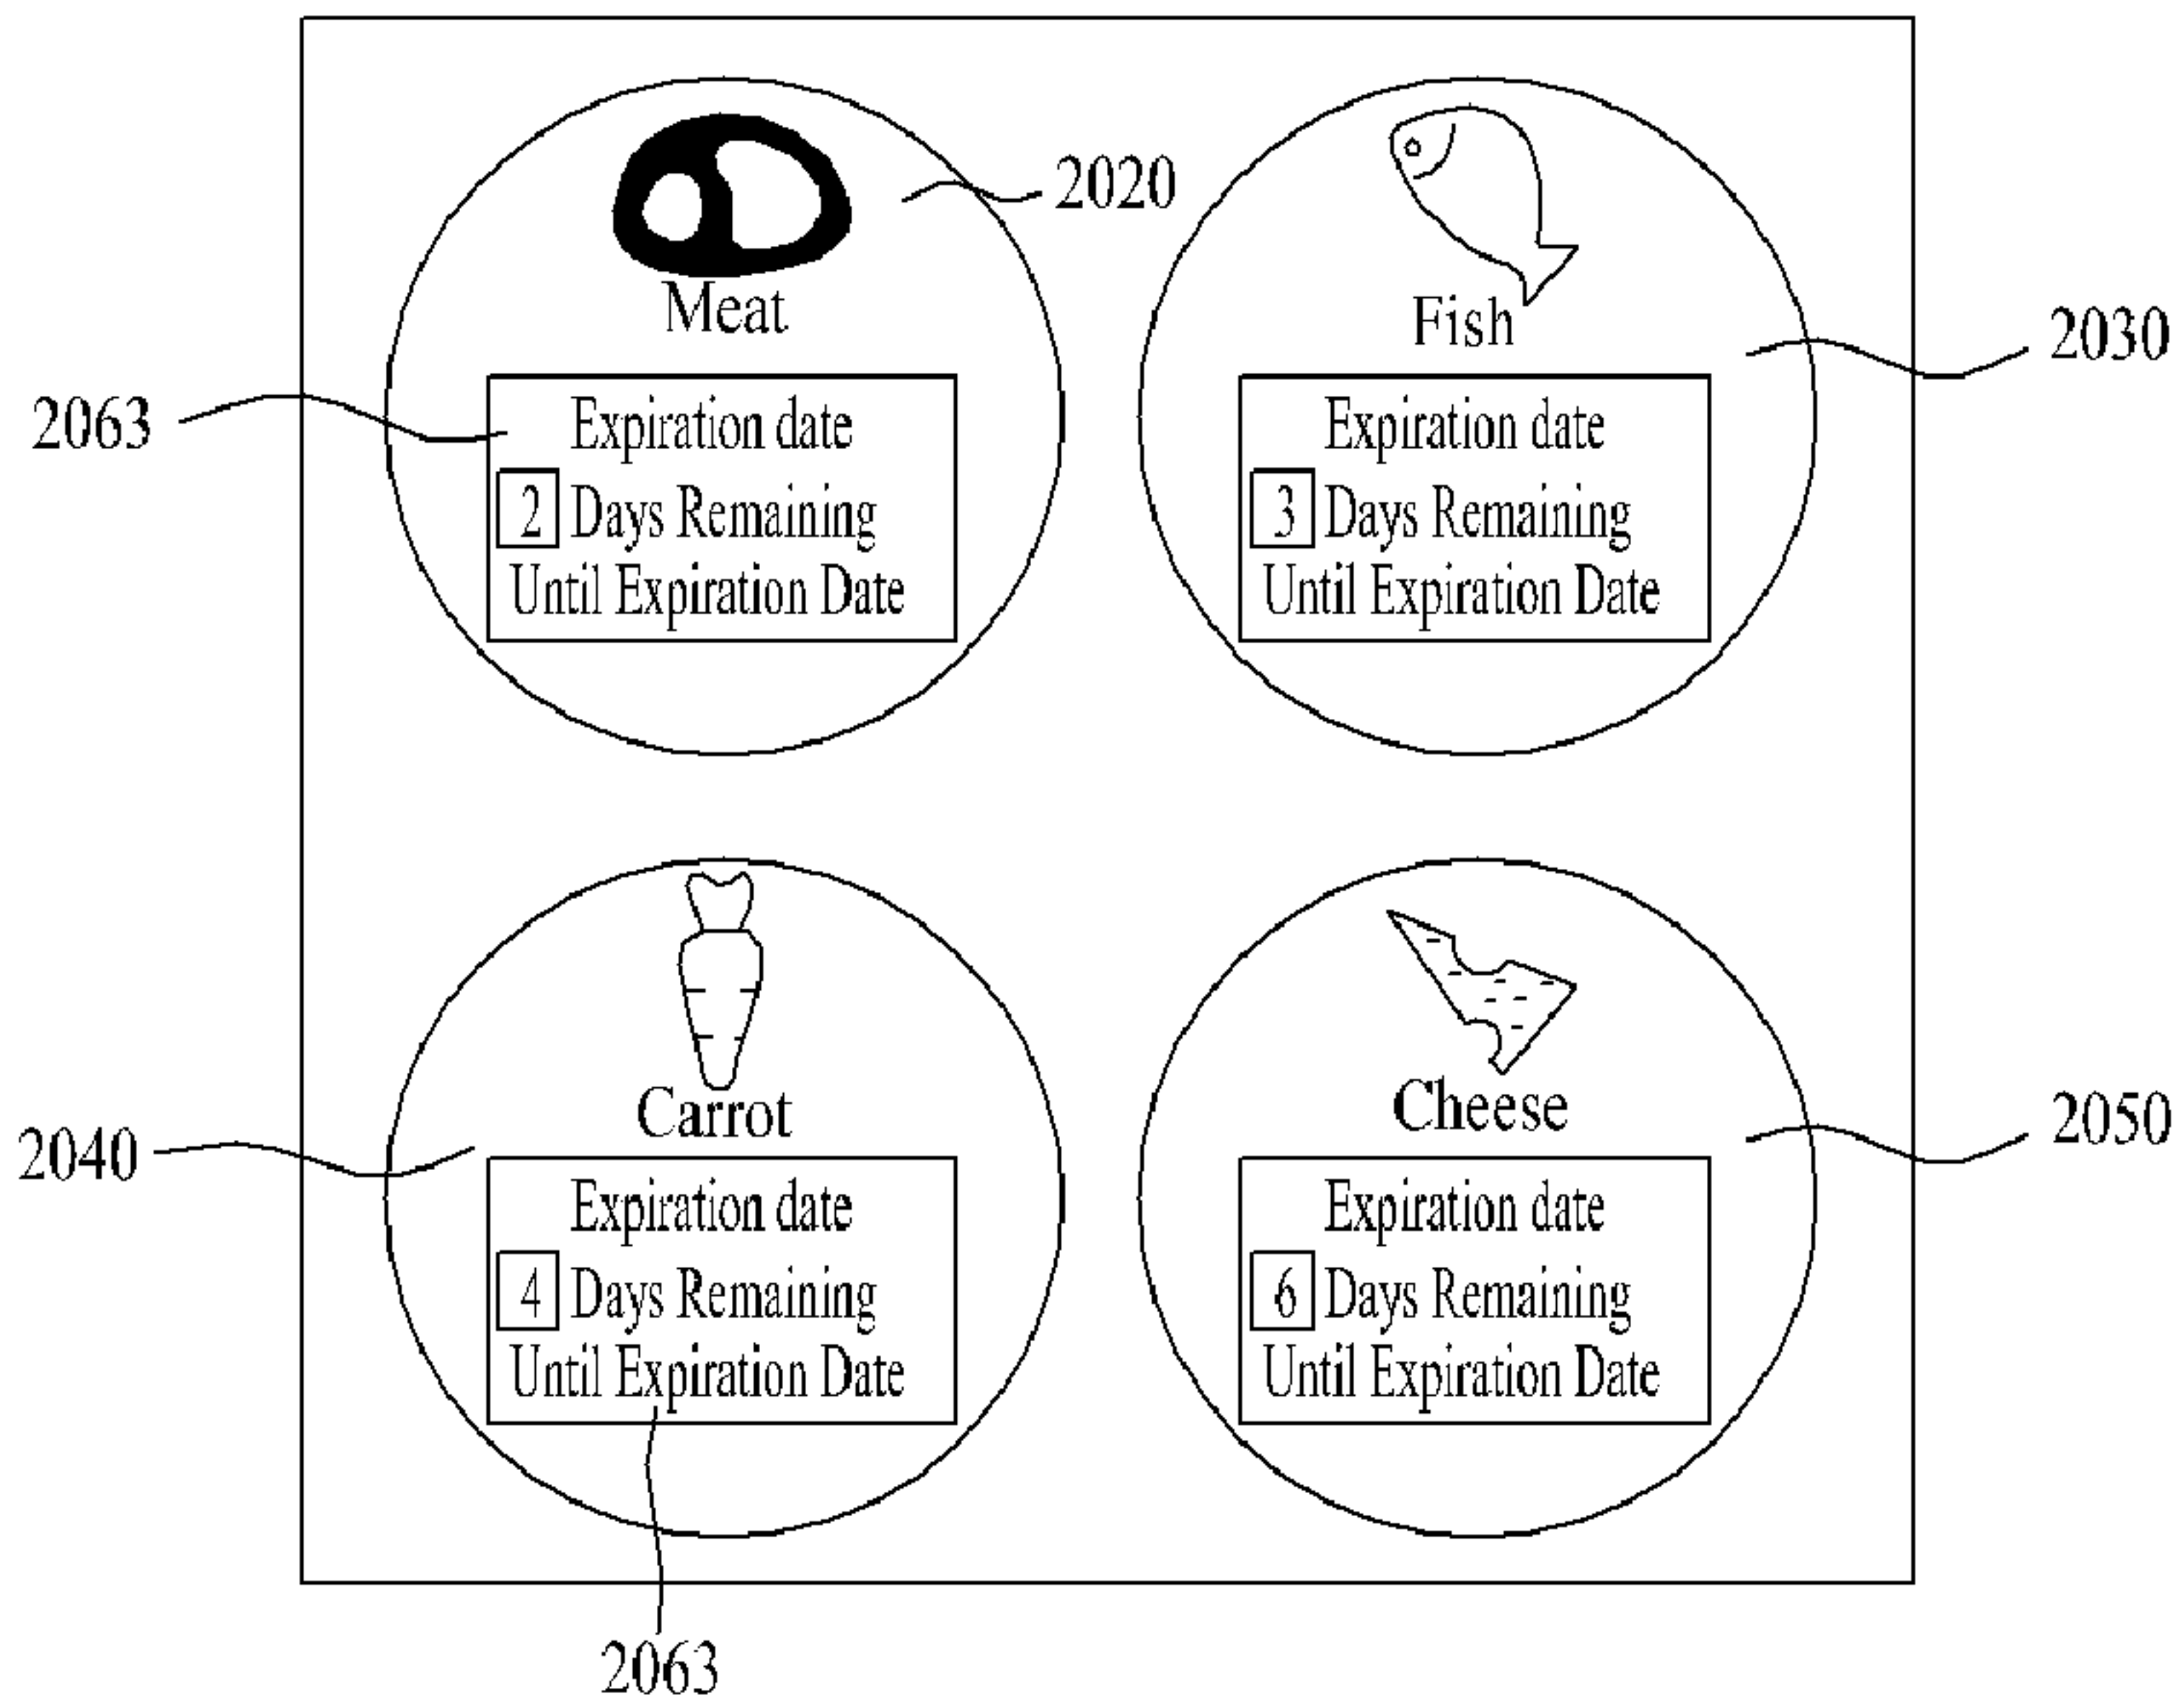 Meat
2020
2063
Expiration date
2 Days Remaining
Until Expiration Date
Fish
2030
Expiration date
3 Days Remaining
Until Expiration Date
Carrot
2040
Expiration date
4 Days Remaining
Until Expiration Date
2063
Cheese
2050
Expiration date
6 Days Remaining
Until Expiration Date